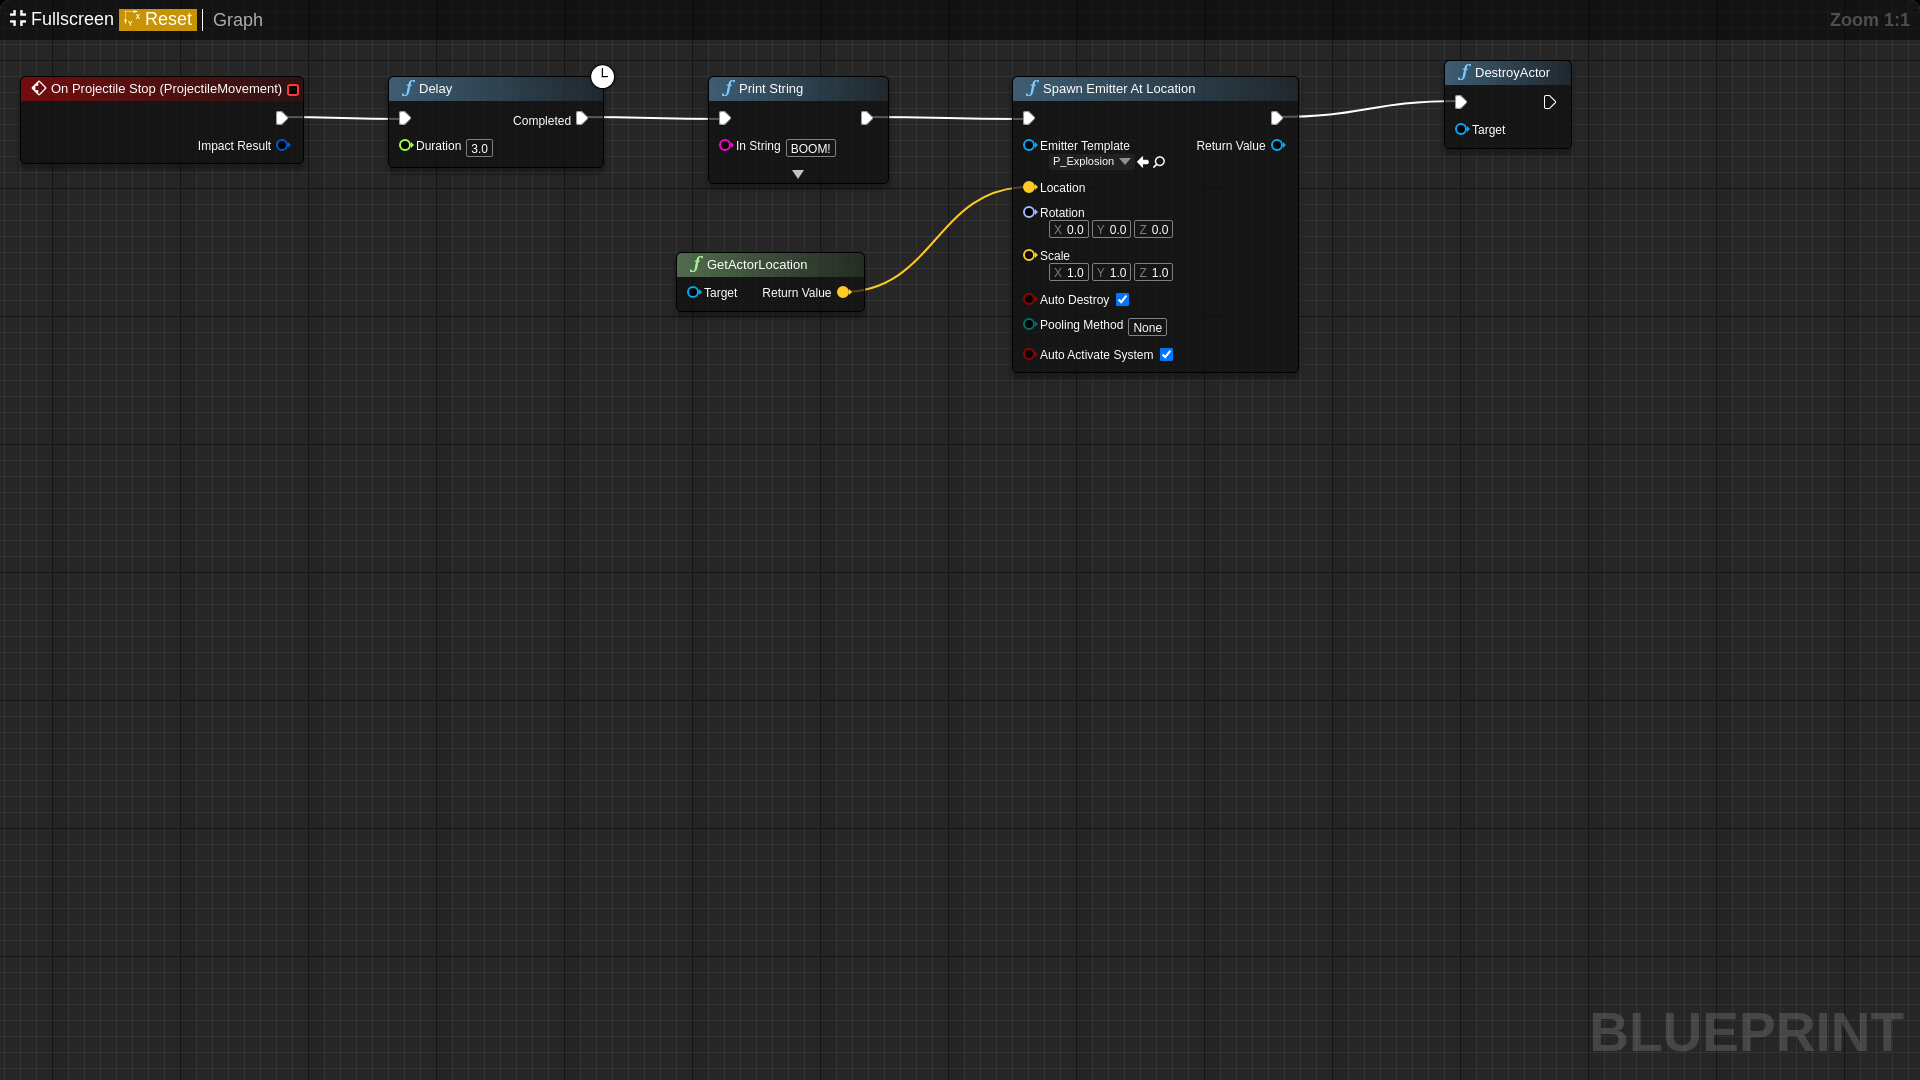 Fullscreen Reset Graph
Zoom 1:1
On Projectile Stop (ProjectileMovement)
Impact Result
Delay
Completed
Duration 3.0
Print String
In String BOOM!
GetActorLocation
Target Return Value
Spawn Emitter At Location
Emitter Template Return Value
P_Explosion
Location
Rotation
X 0.0 Y 0.0 Z 0.0
Scale
X 1.0 Y 1.0 Z 1.0
Auto Destroy
Pooling Method None
Auto Activate System
DestroyActor
Target
BLUEPRINT